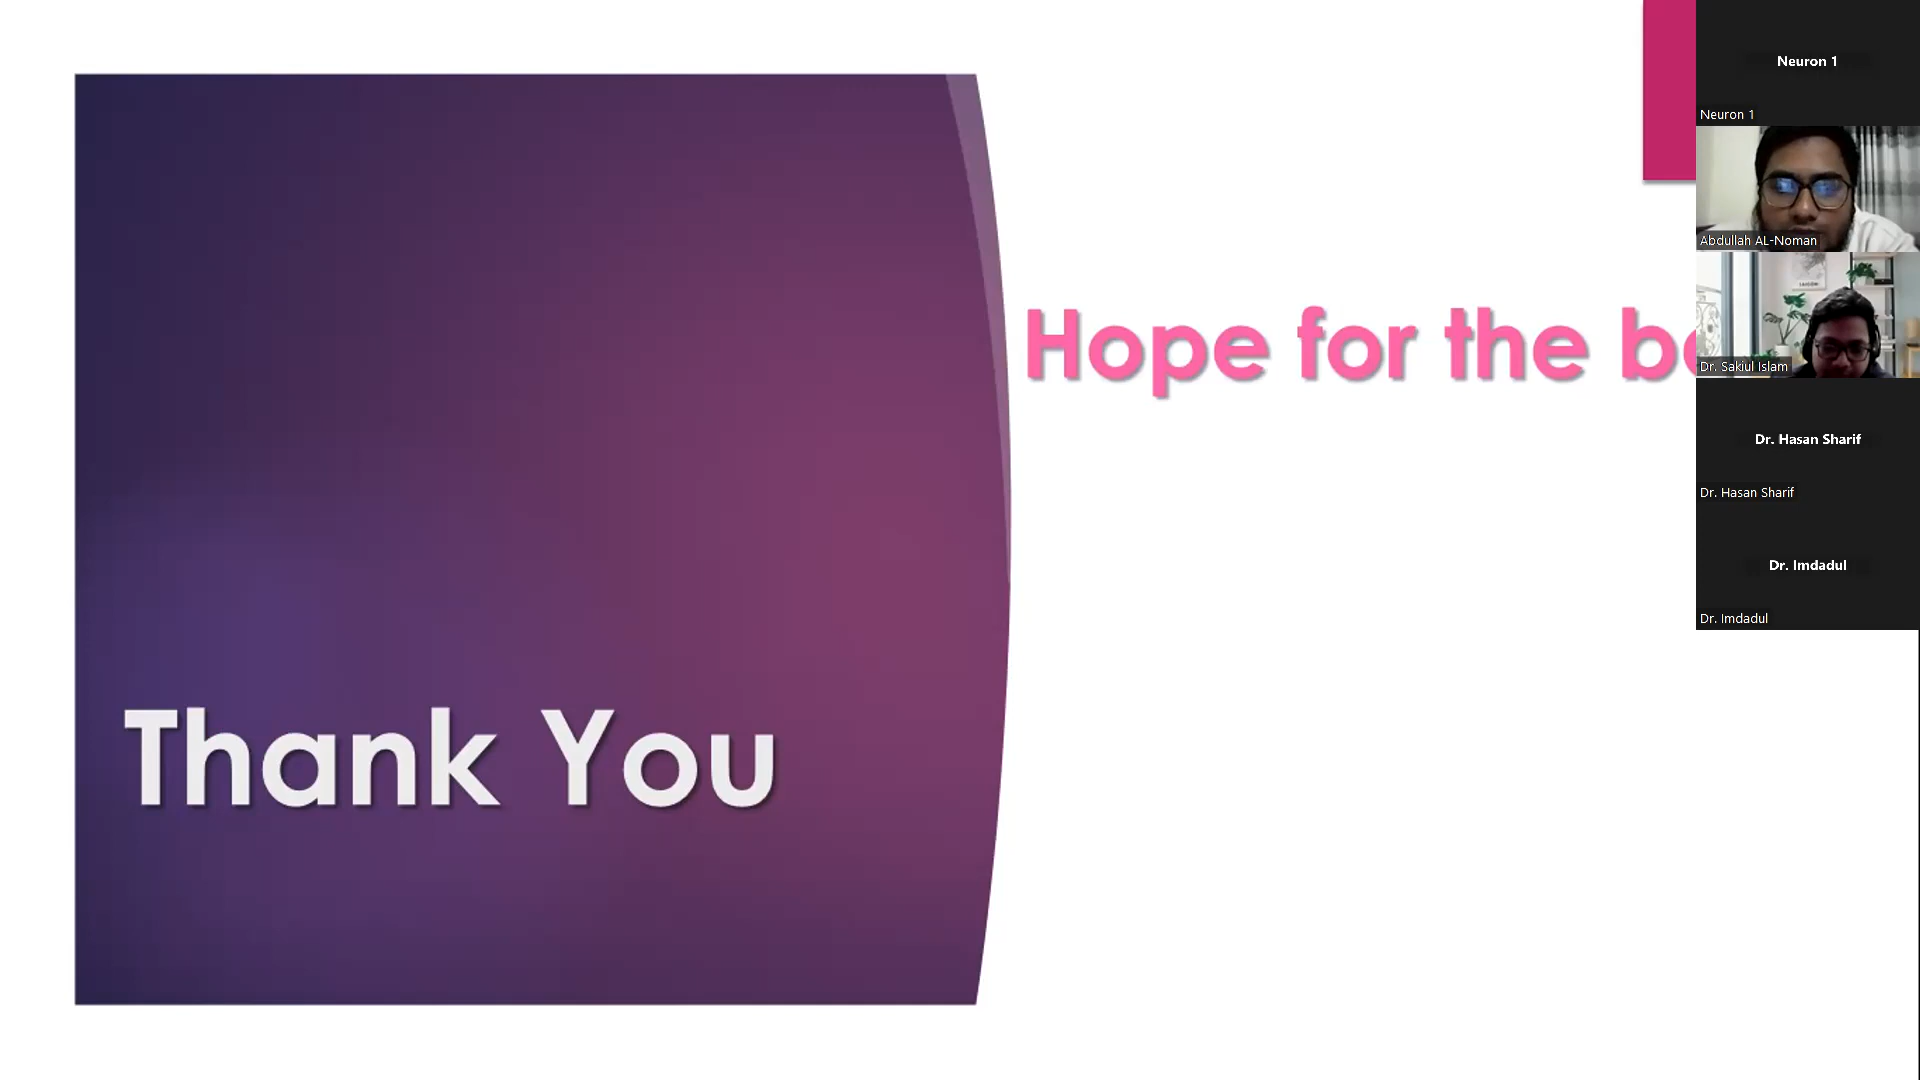 Thank You
Hope for the
Neuron 1
Neuron 1
Abdullah AL-Noman
Dr. Sakiul Islam
Dr. Hasan Sharif
Dr. Hasan Sharif
Dr. Imdadul
Dr. Imdadul